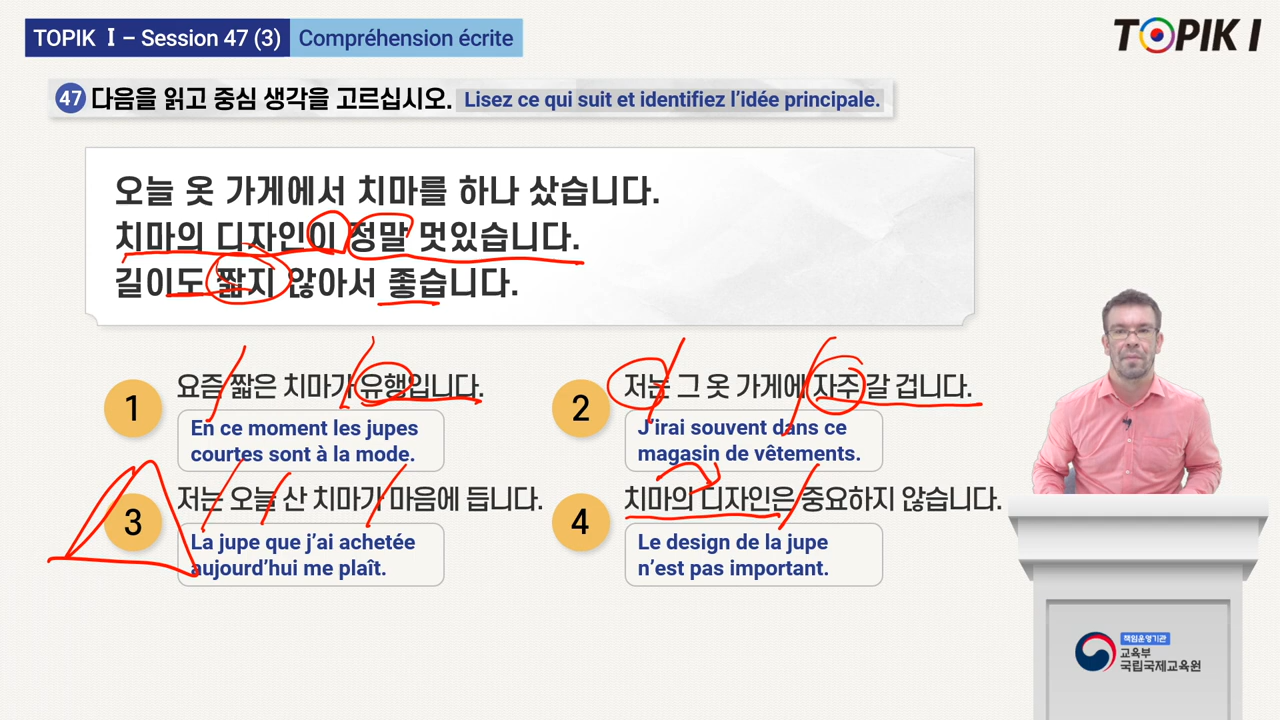 TOPIK Ⅰ – Session 47 (3) Compréhension écrite
TOPIK I
47 다음을 읽고 중심 생각을 고르십시오. Lisez ce qui suit et identifiez l'idée principale.
오늘 옷 가게에서 치마를 하나 샀습니다.
치마의 디자인이 정말 멋있습니다.
길이도 짧지 않아서 좋습니다.
1 요즘 짧은 치마가 유행입니다.
En ce moment les jupes
courtes sont à la mode.
2 저는 그 옷 가게에 자주 갈 겁니다.
J'irai souvent dans ce
magasin de vêtements.
3 저는 오늘 산 치마가 마음에 듭니다.
La jupe que j'ai achetée
aujourd'hui me plaît.
4 치마의 디자인은 중요하지 않습니다.
Le design de la jupe
n'est pas important.
책임운영기관
교육부
국립국제교육원